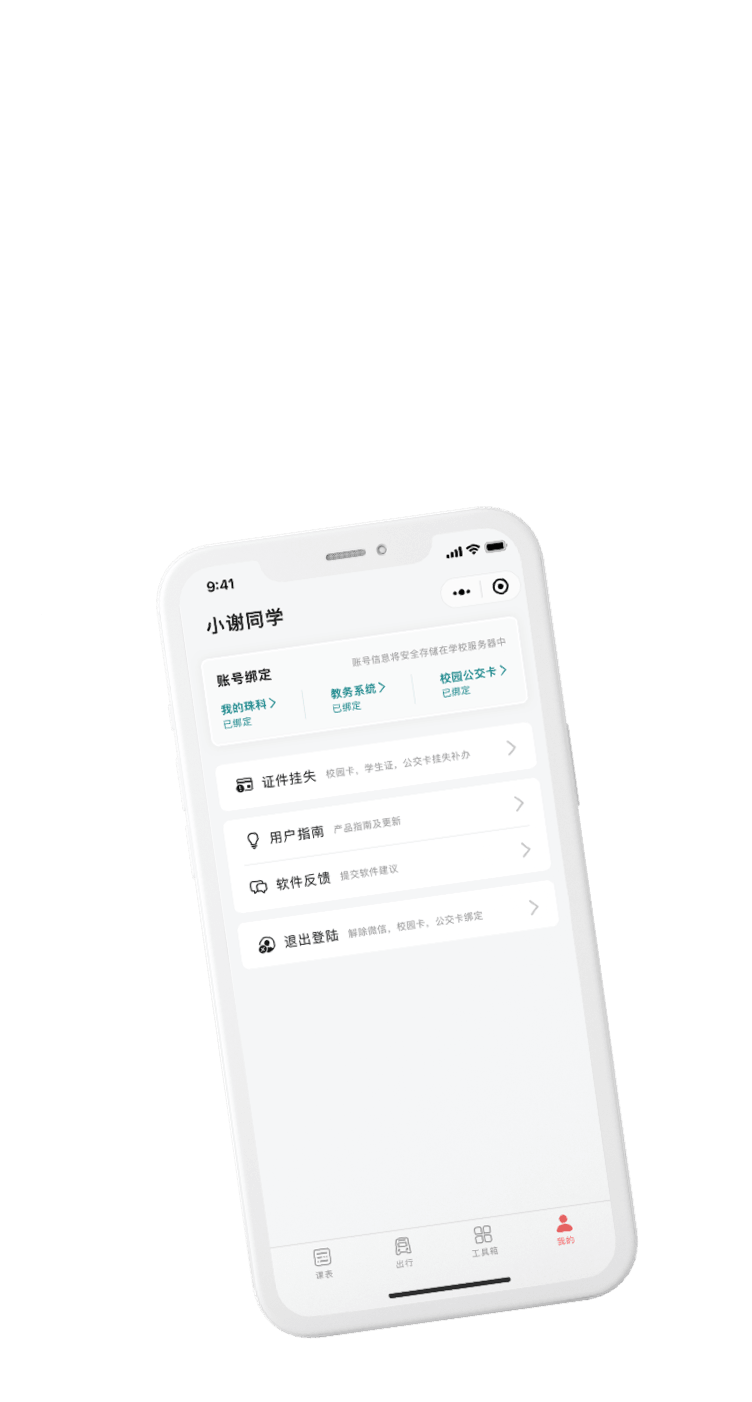 9:41
小谢同学
账号绑定 账号信息将安全存储在学校服务器中
我的珠科 教务系统 校园公交卡
已绑定 已绑定 已绑定
证件挂失 校园卡，学生证，公交卡挂失补办
用户指南 产品指南及更新
软件反馈 提交软件建议
退出登陆 解除微信，校园卡，公交卡绑定
课表 出行 工具箱 我的